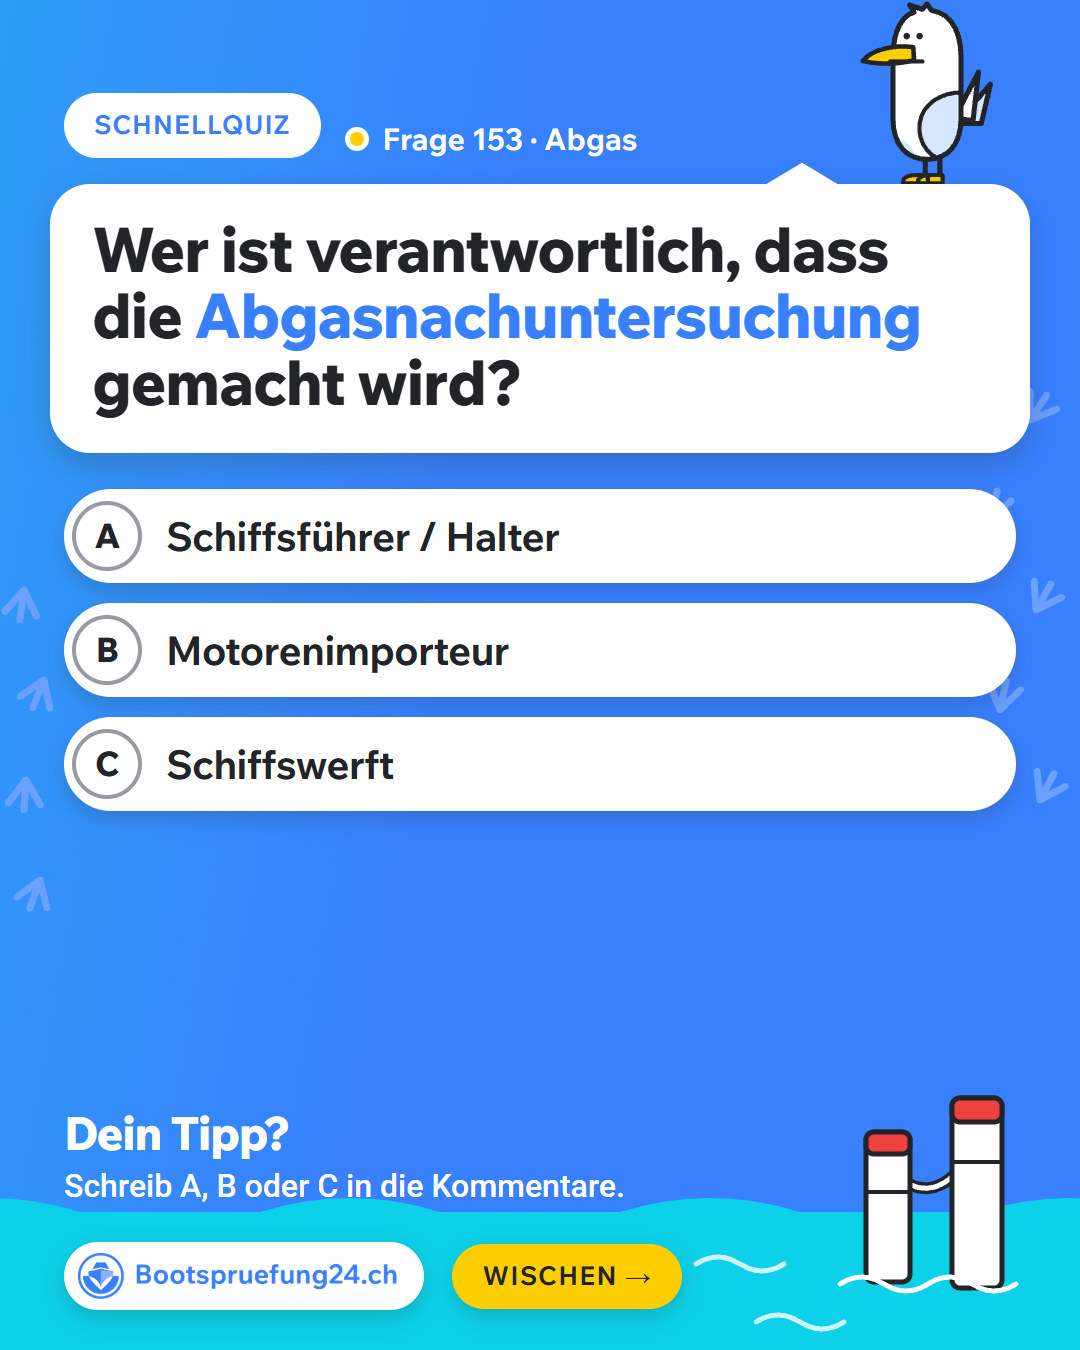 SCHNELLQUIZ
Frage 153 · Abgas
Wer ist verantwortlich, dass
die Abgasnachuntersuchung
gemacht wird?
A Schiffsführer / Halter
B Motorenimporteur
C Schiffswerft
Dein Tipp?
Schreib A, B oder C in die Kommentare.
Bootspruefung24.ch
WISCHEN →